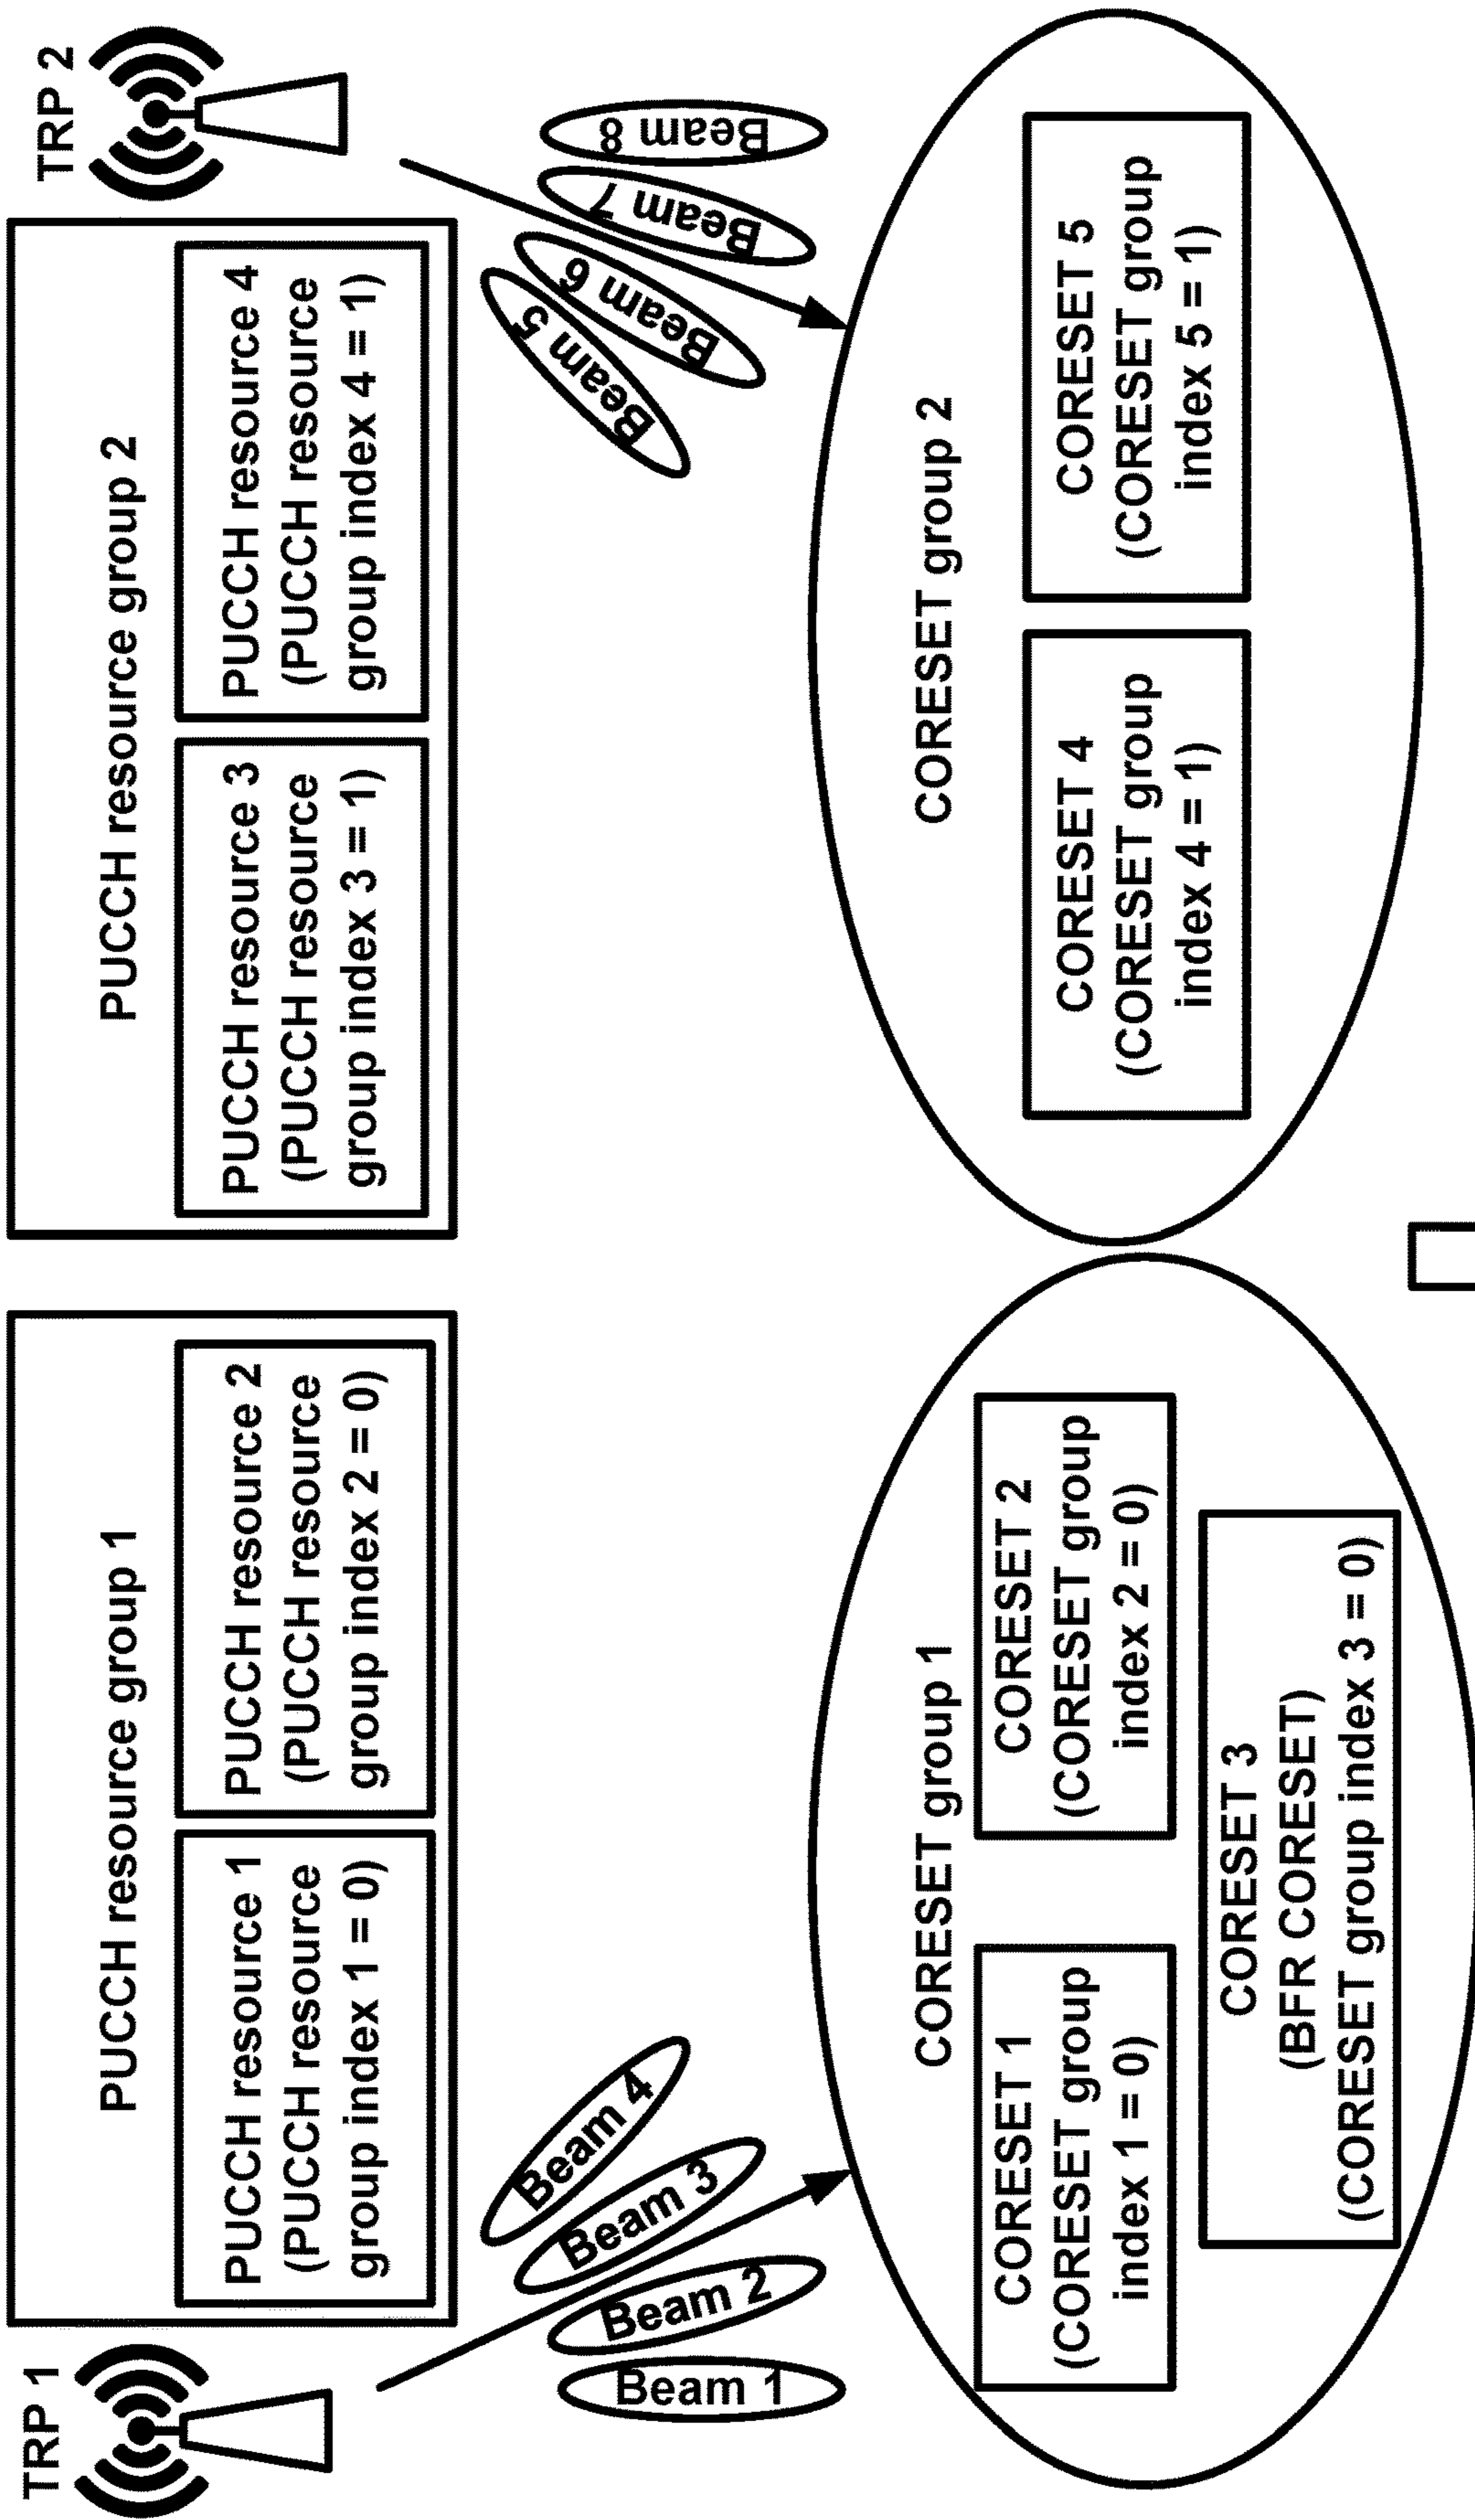 TRP 1
PUCCH resource group 1
PUCCH resource 1
(PUCCH resource
group index 1 = 0)
PUCCH resource 2
(PUCCH resource
group index 2 = 0)
PUCCH resource group 2
PUCCH resource 3
(PUCCH resource
group index 3 = 1)
PUCCH resource 4
(PUCCH resource
group index 4 = 1)
TRP 2
Beam 1
Beam 2
Beam 3
Beam 4
Beam 5
Beam 6
Beam 7
Beam 8
CORESET group 1
CORESET 1
(CORESET group
index 1 = 0)
CORESET 2
(CORESET group
index 2 = 0)
CORESET 3
(BFR CORESET)
(CORESET group index 3 = 0)
CORESET group 2
CORESET 4
(CORESET group
index 4 = 1)
CORESET 5
(CORESET group
index 5 = 1)